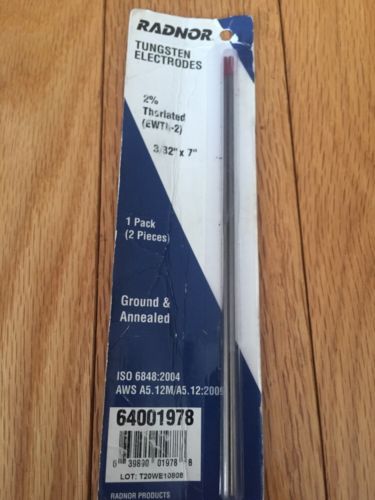 RADNOR
TUNGSTEN
ELECTRODES
2%
Thoriated
(EWTh-2)
3/32" x 7"
1 Pack
(2 Pieces)
Ground &
Annealed
ISO 6848:2004
AWS A5.12M/A5.12:2009
64001978
6 39890 01978 8
LOT: T20WE10808
RADNOR PRODUCTS